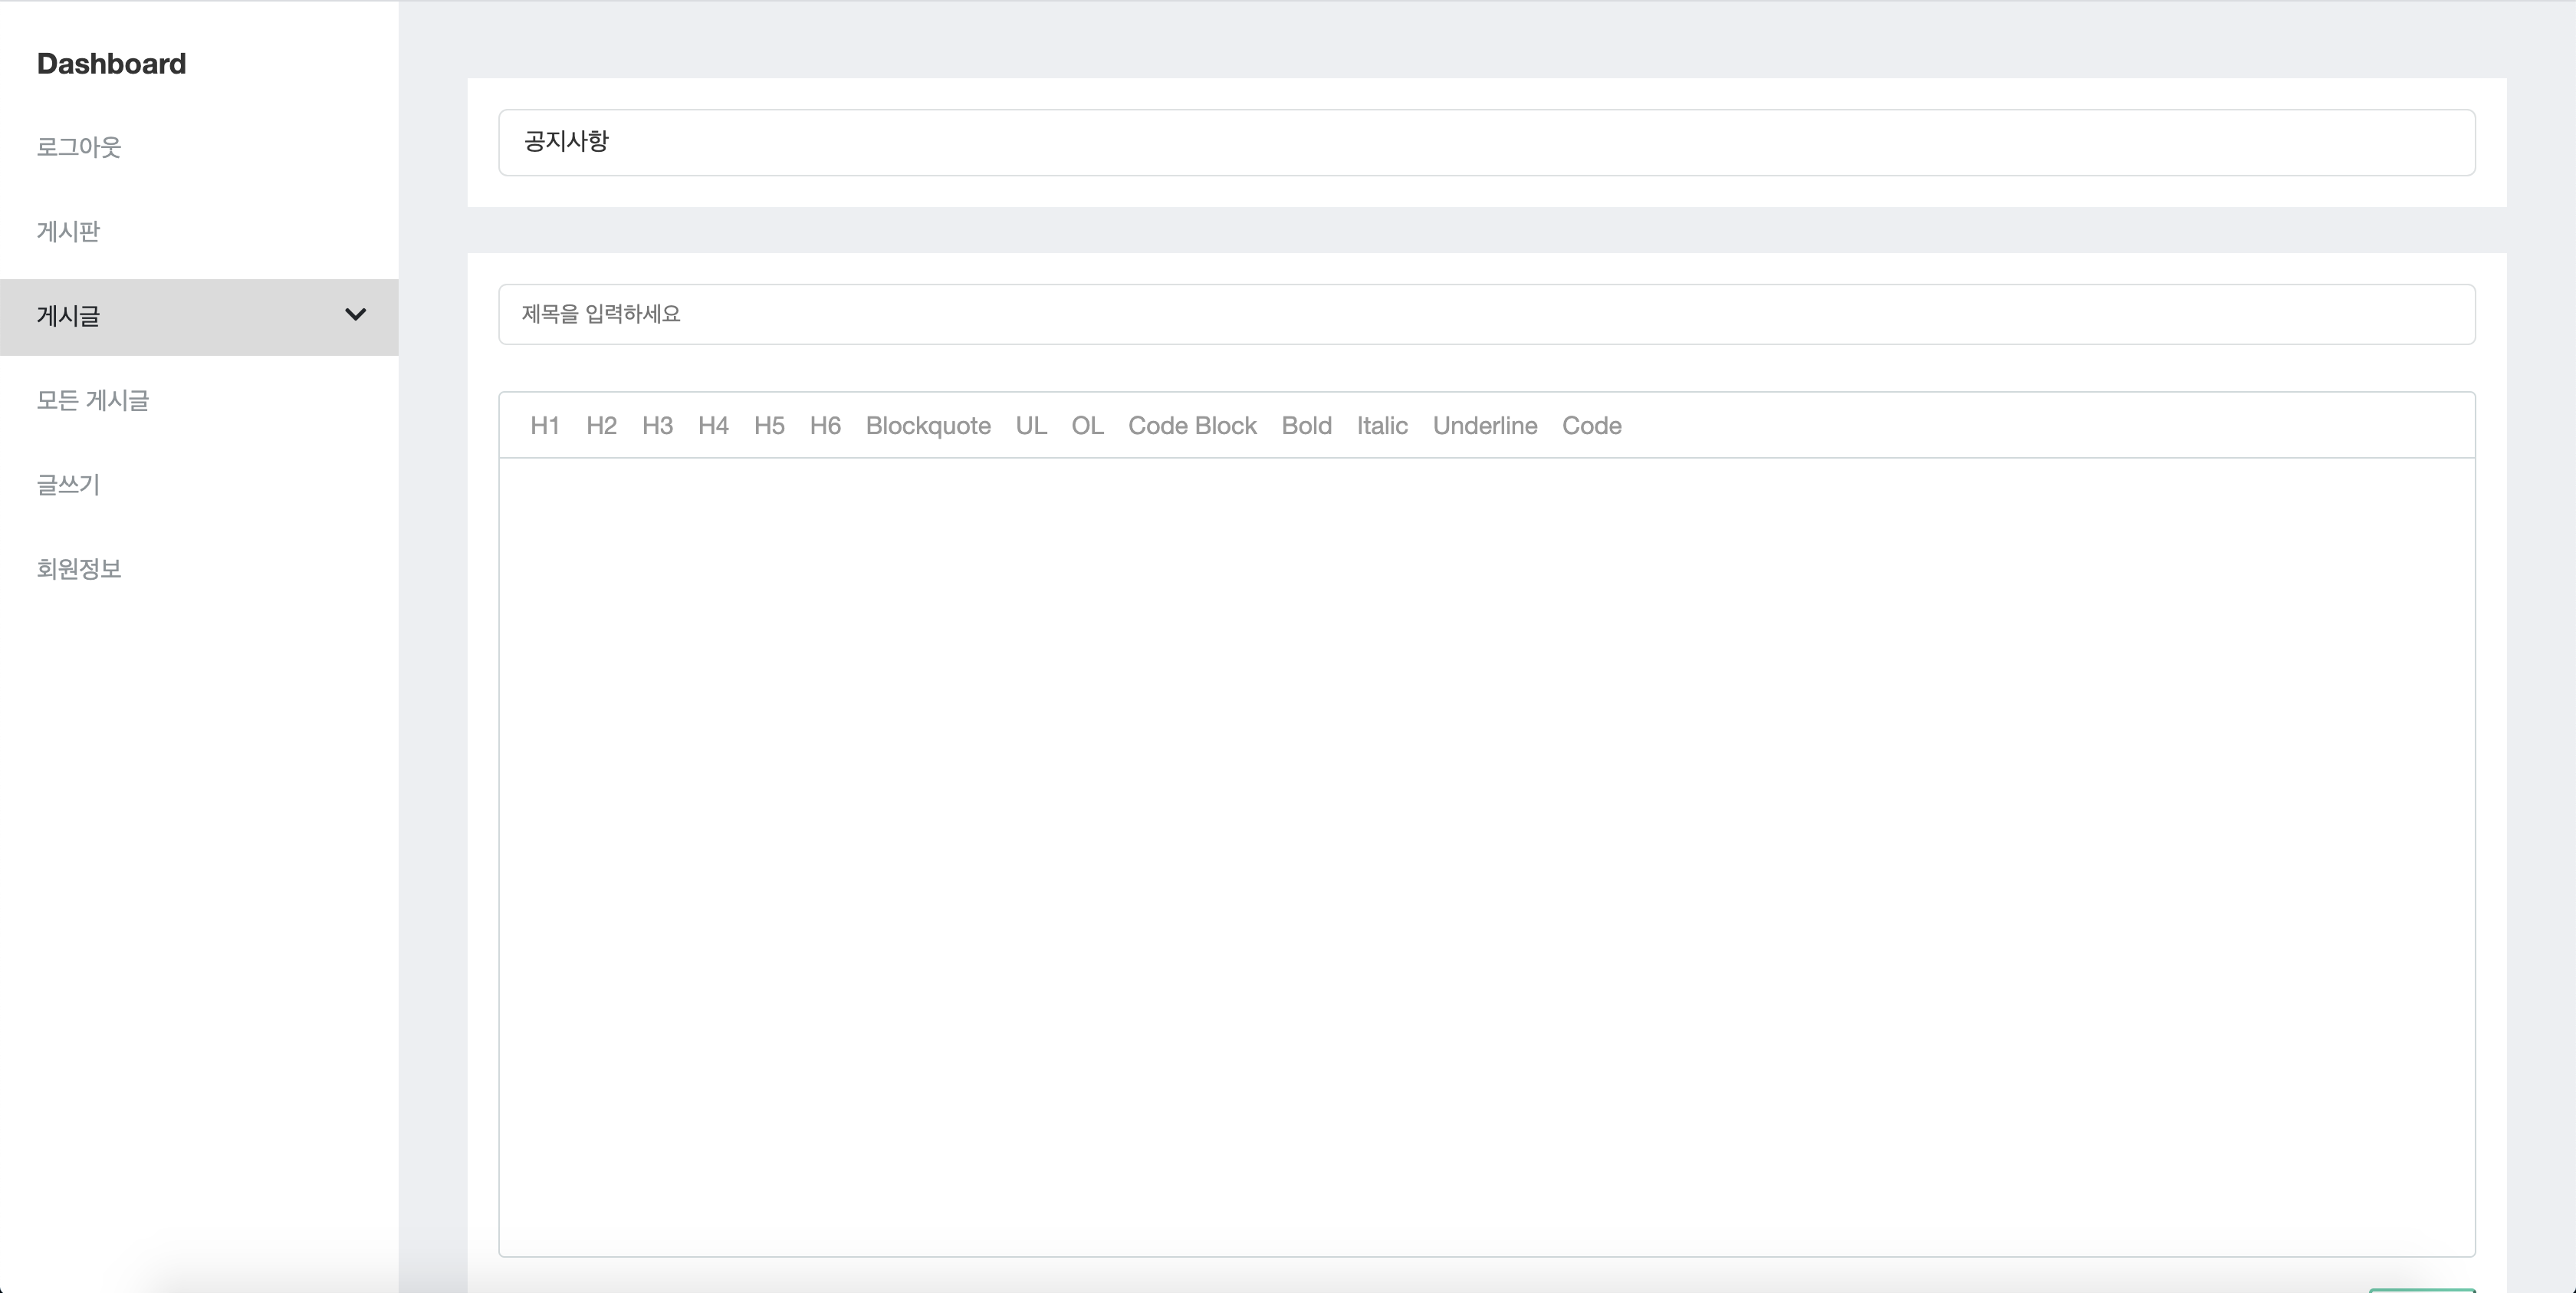 Dashboard
로그아웃
게시판
게시글
모든 게시글
글쓰기
회원정보
공지사항
제목을 입력하세요
H1 H2 H3 H4 H5 H6 Blockquote UL OL Code Block Bold Italic Underline Code